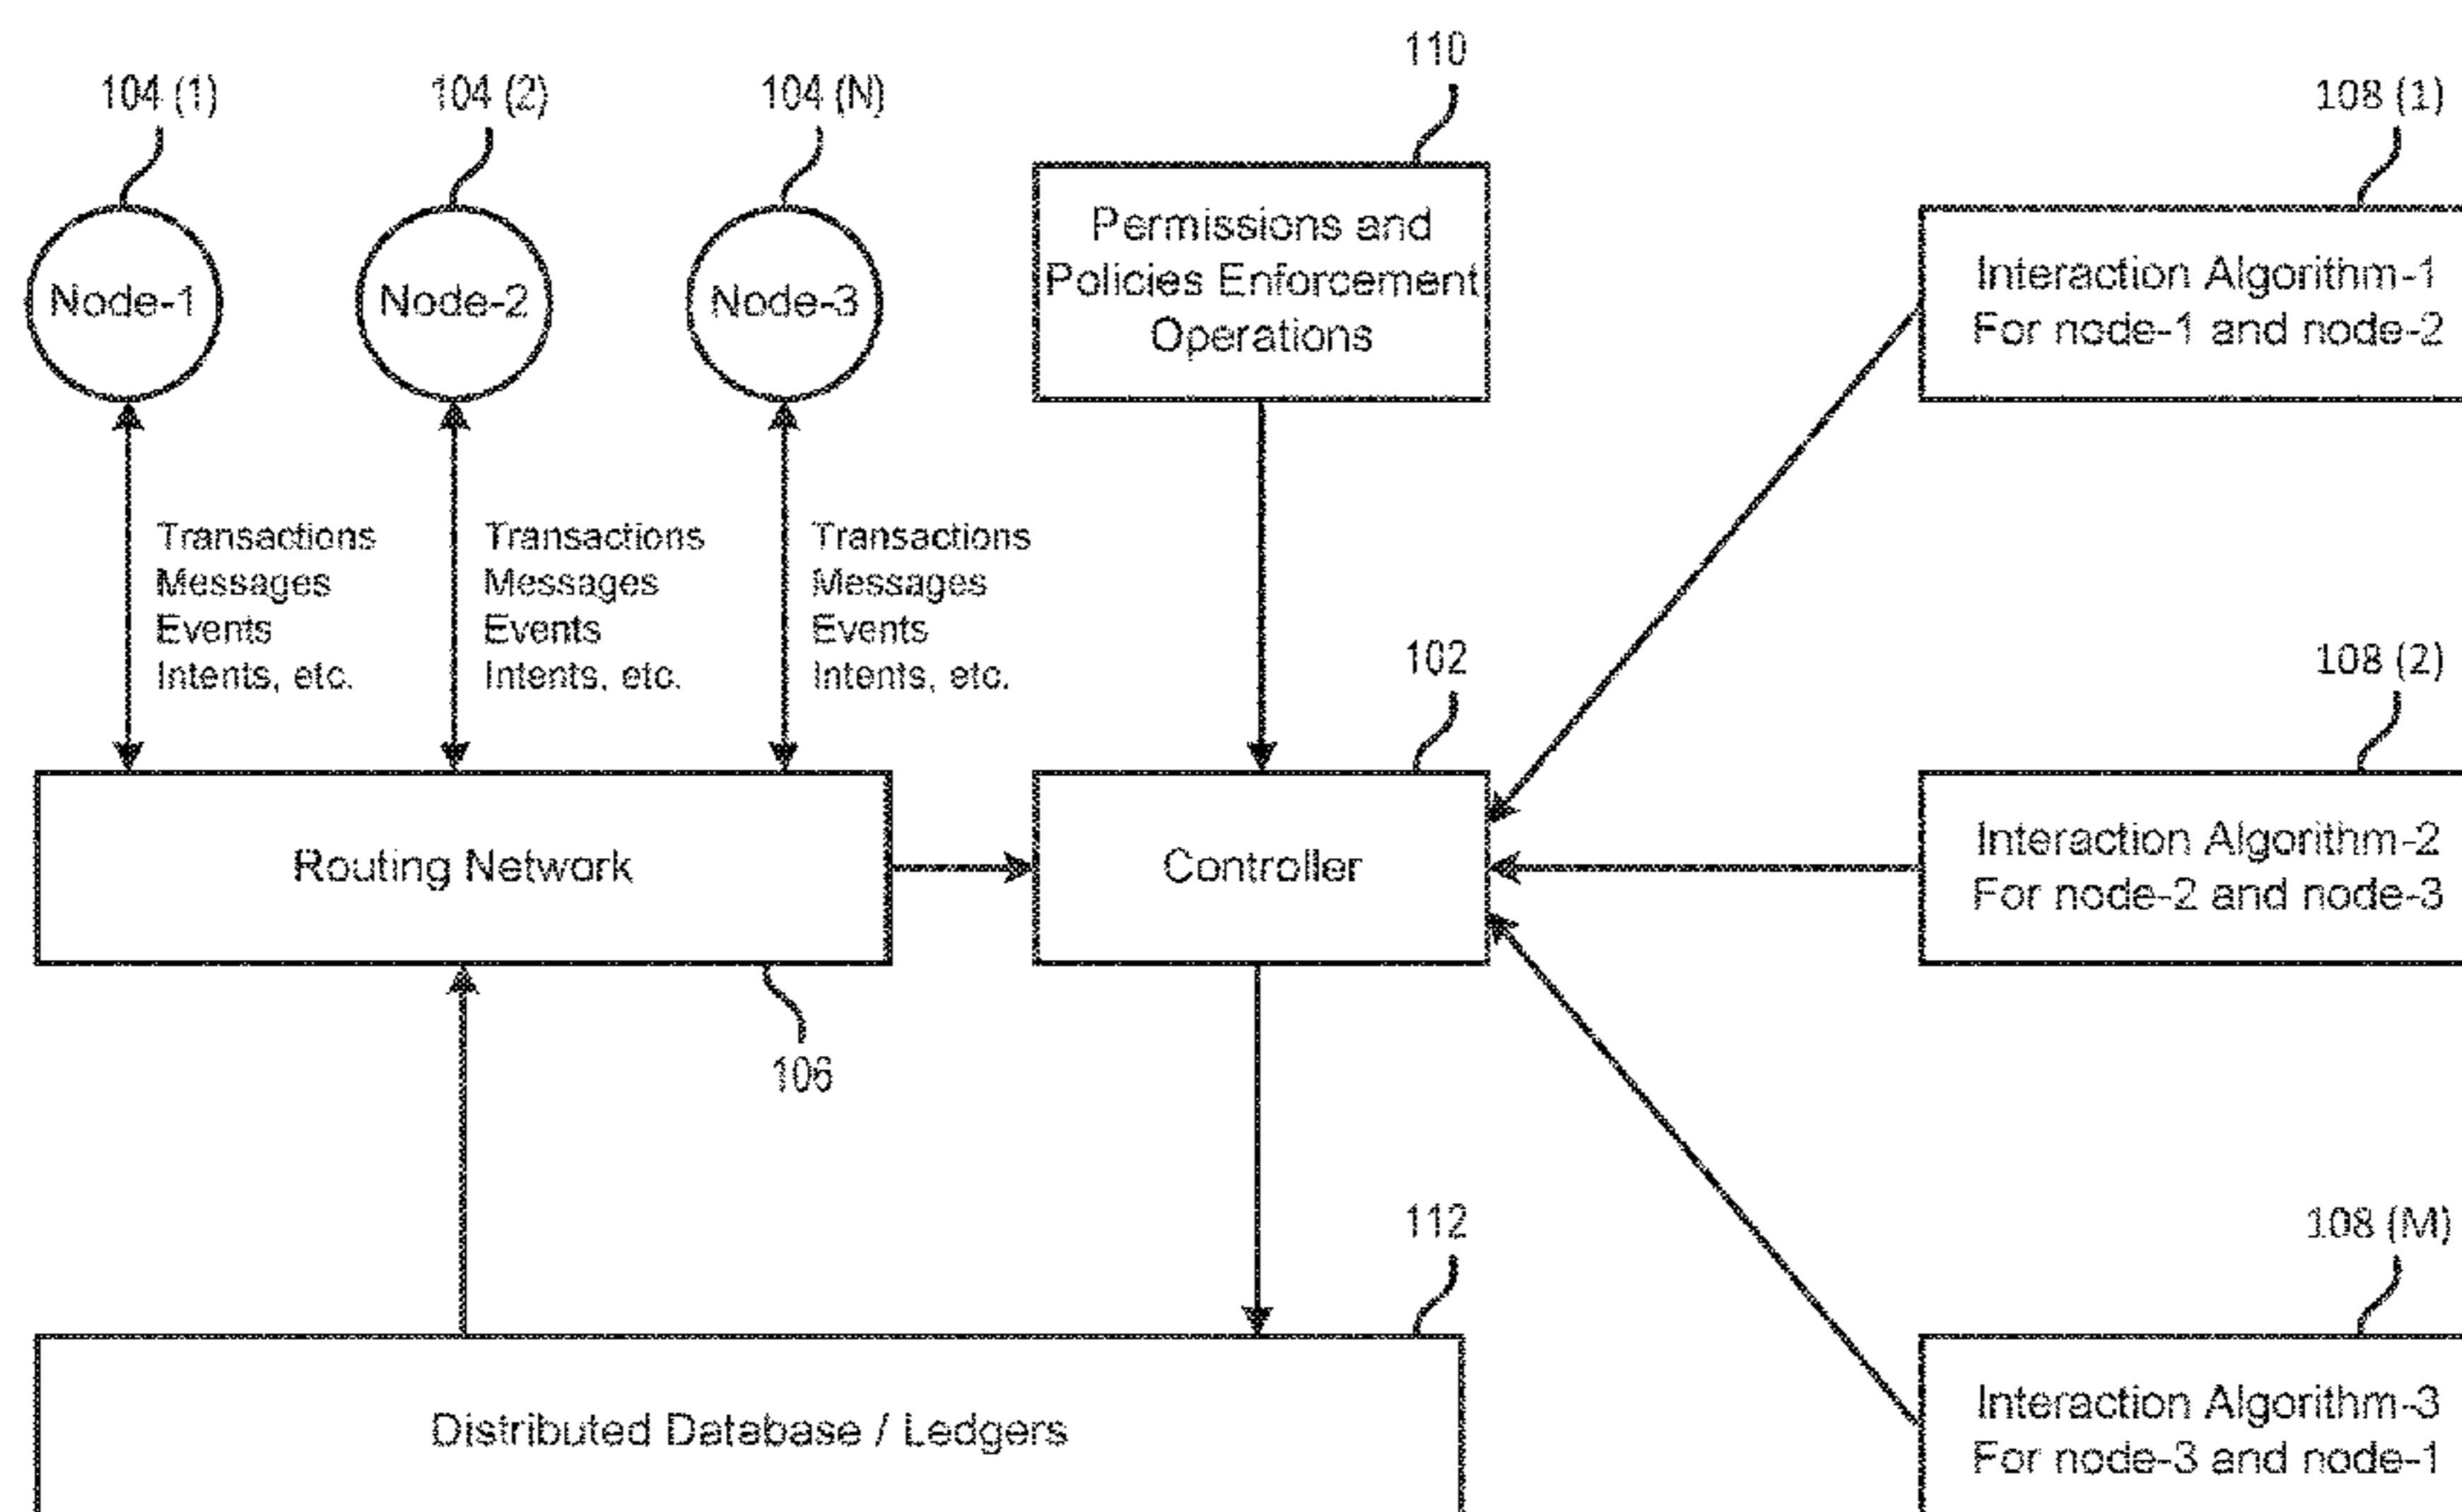 110
104 (1)
104 (2)
104 (N)
108 (1)
Node-1
Node-2
Node-3
Permissions and
Policies Enforcement
Operations
Interaction Algorithm-1
For node-1 and node-2
Transactions
Messages
Events
Intents, etc.
Transactions
Messages
Events
Intents, etc.
Transactions
Messages
Events
Intents, etc.
102
108 (2)
Routing Network
Controller
Interaction Algorithm-2
For node-2 and node-3
106
112
108 (M)
Distributed Database / Ledgers
Interaction Algorithm-3
For node-3 and node-1